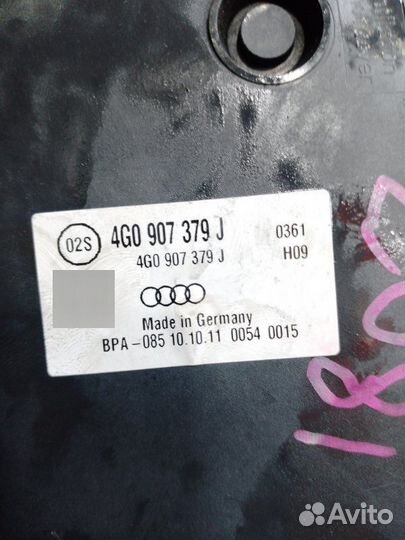 02S 4G0 907 379 J 0361
4G0 907 379 J H09
Made in Germany
BPA-085 10.10.11 0054 0015
Avito